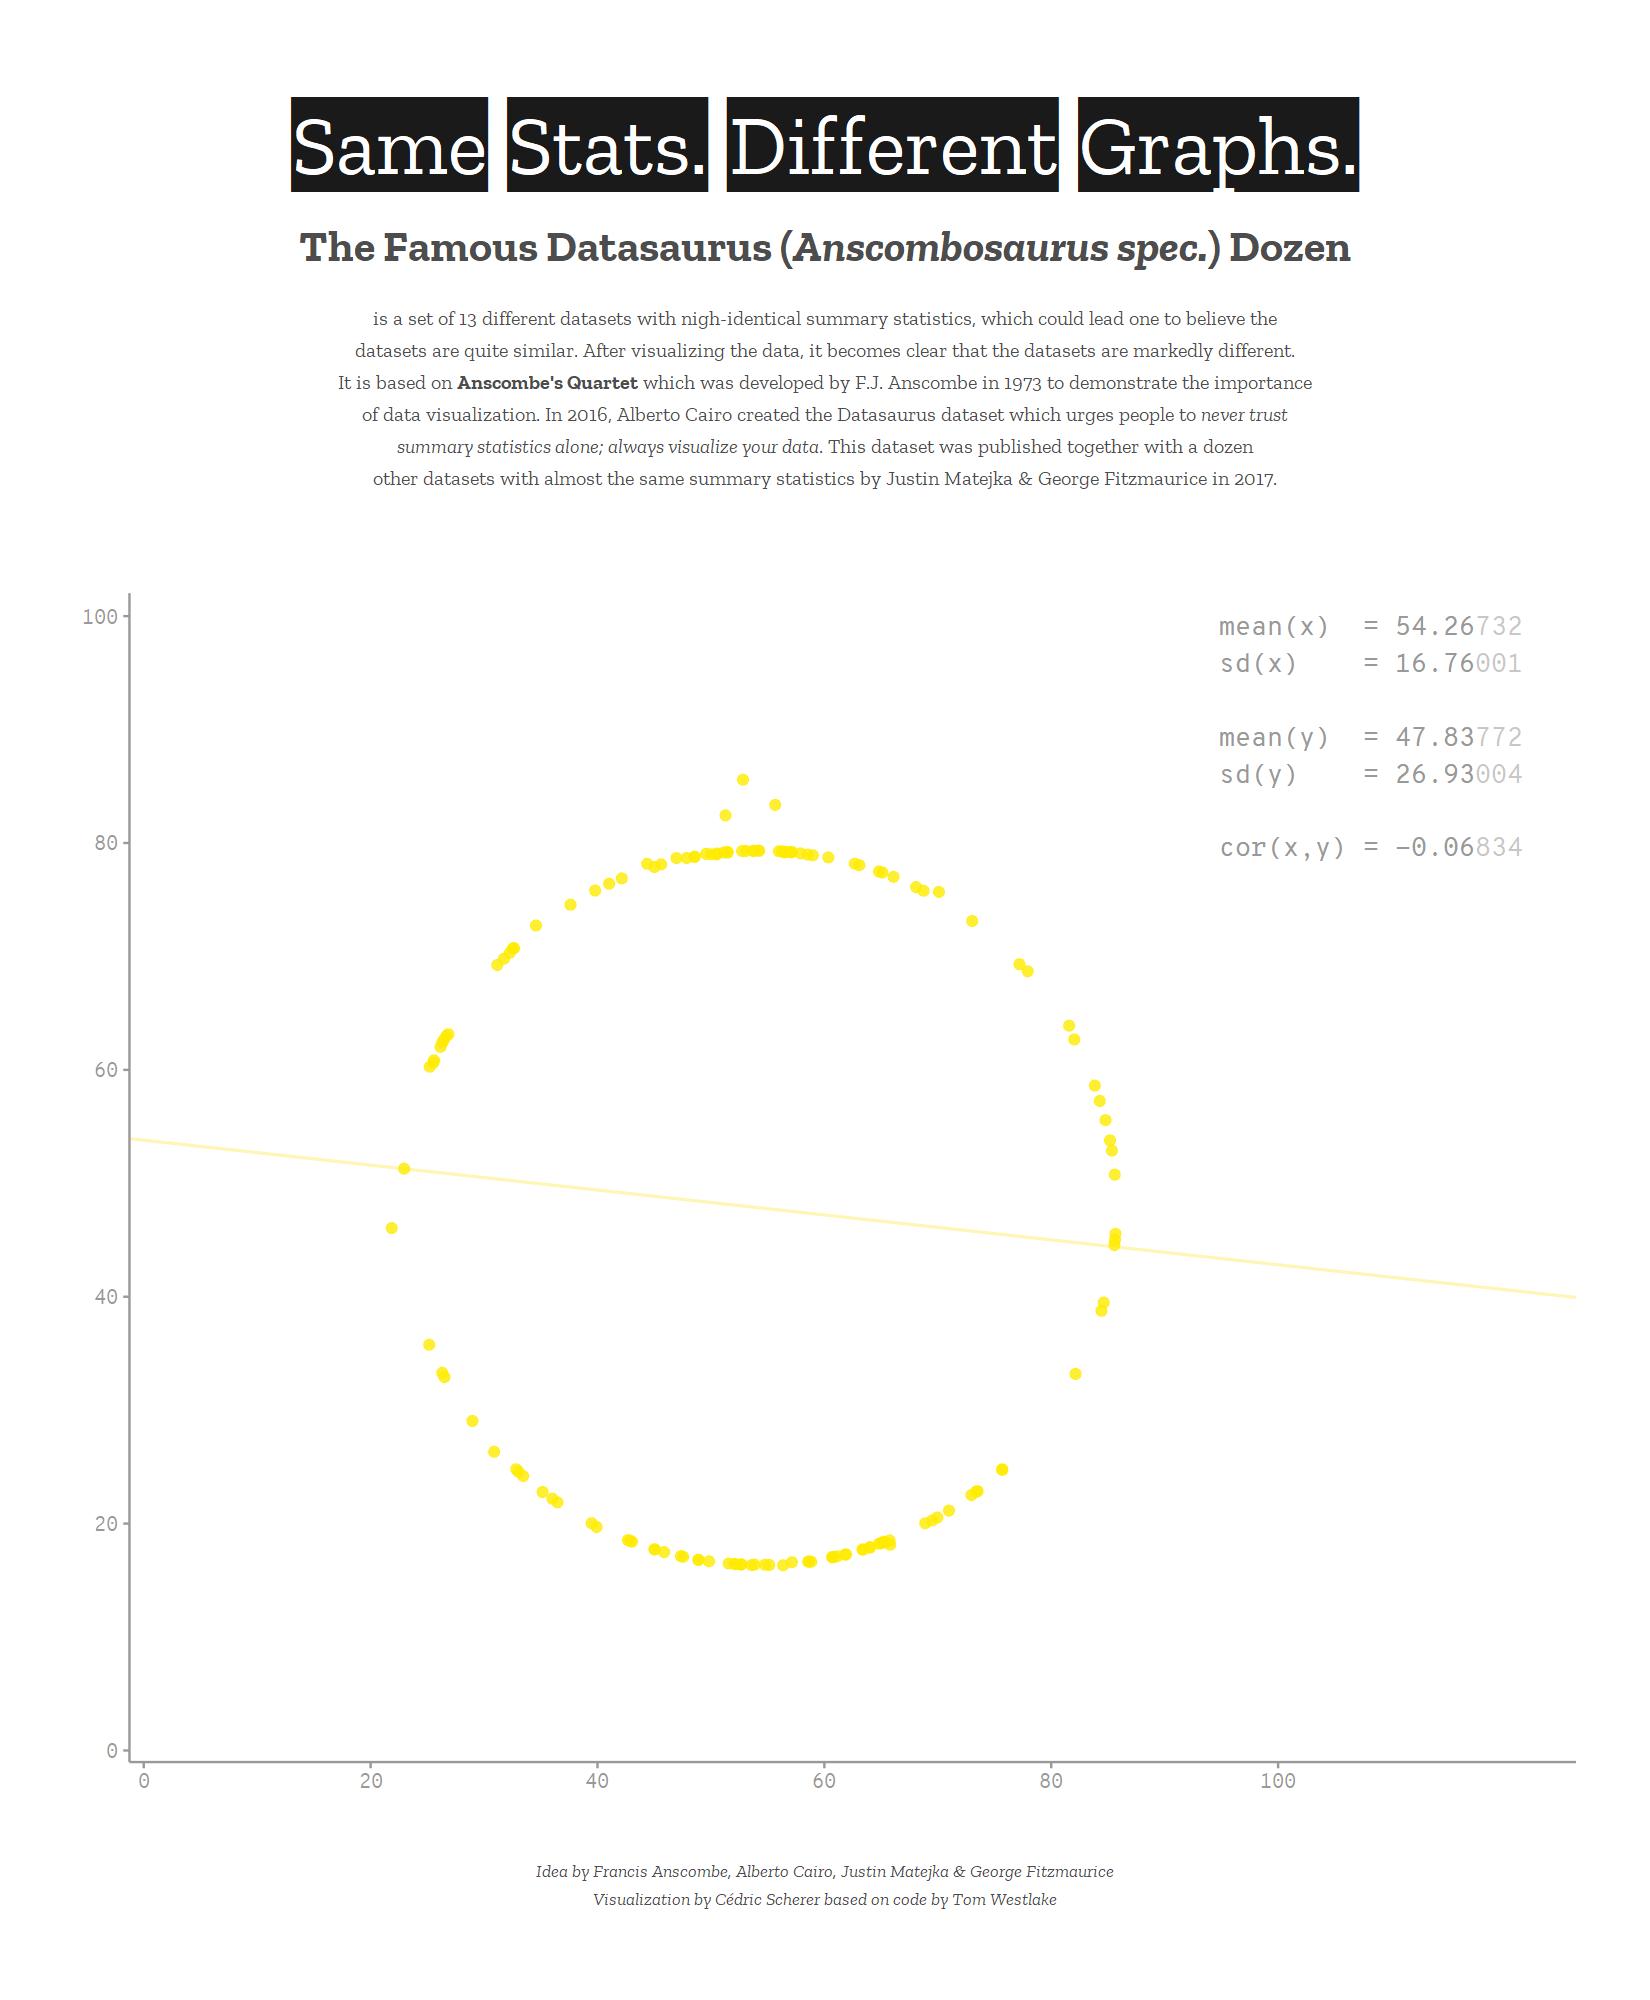 Same Stats. Different Graphs.
The Famous Datasaurus (Anscombosaurus spec.) Dozen
is a set of 13 different datasets with nigh-identical summary statistics, which could lead one to believe the
datasets are quite similar. After visualizing the data, it becomes clear that the datasets are markedly different.
It is based on Anscombe's Quartet which was developed by F.J. Anscombe in 1973 to demonstrate the importance
of data visualization. In 2016, Alberto Cairo created the Datasaurus dataset which urges people to never trust
summary statistics alone; always visualize your data. This dataset was published together with a dozen
other datasets with almost the same summary statistics by Justin Matejka & George Fitzmaurice in 2017.
mean(x) = 54.26732
sd(x) = 16.76001
mean(y) = 47.83772
sd(y) = 26.93004
cor(x,y) = −0.06834
100
80
60
40
20
0
0 20 40 60 80 100
Idea by Francis Anscombe, Alberto Cairo, Justin Matejka & George Fitzmaurice
Visualization by Cédric Scherer based on code by Tom Westlake